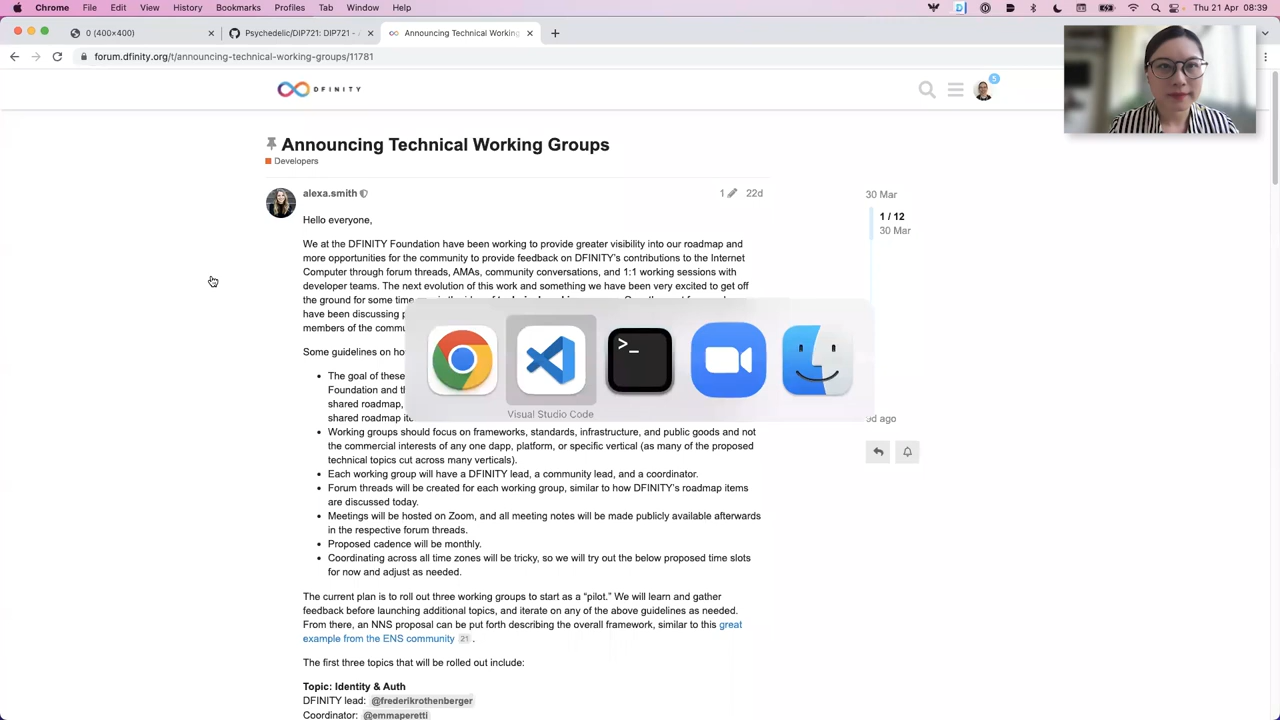 Chrome File Edit View History Bookmarks Profiles Tab Window Help Thu 21 Apr 08:39
0 (400×400) Psychedelic/DIP721: DIP721 - Announcing Technical Working
forum.dfinity.org/t/announcing-technical-working-groups/11781
DFINITY 5
Announcing Technical Working Groups
Developers
alexa.smith 1 22d
30 Mar
Hello everyone,
1 / 12
30 Mar
We at the DFINITY Foundation have been working to provide greater visibility into our roadmap and
more opportunities for the community to provide feedback on DFINITY's contributions to the Internet
Computer through forum threads, AMAs, community conversations, and 1:1 working sessions with
developer teams. The next evolution of this work and something we have been very excited to get off
the ground for some time
have been discussing
members of the commu
Some guidelines on ho
The goal of these
Foundation and th
shared roadmap,
shared roadmap ite
Visual Studio Code
d ago
• Working groups should focus on frameworks, standards, infrastructure, and public goods and not
the commercial interests of any one dapp, platform, or specific vertical (as many of the proposed
technical topics cut across many verticals).
• Each working group will have a DFINITY lead, a community lead, and a coordinator.
• Forum threads will be created for each working group, similar to how DFINITY's roadmap items
are discussed today.
• Meetings will be hosted on Zoom, and all meeting notes will be made publicly available afterwards
in the respective forum threads.
• Proposed cadence will be monthly.
• Coordinating across all time zones will be tricky, so we will try out the below proposed time slots
for now and adjust as needed.
The current plan is to roll out three working groups to start as a “pilot.” We will learn and gather
feedback before launching additional topics, and iterate on any of the above guidelines as needed.
From there, an NNS proposal can be put forth describing the overall framework, similar to this great
example from the ENS community 21 .
The first three topics that will be rolled out include:
Topic: Identity & Auth
DFINITY lead: @frederikrothenberger
Coordinator: @emmaperetti